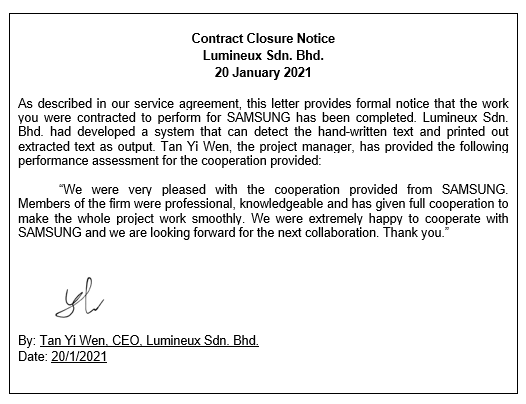 Contract Closure Notice
Lumineux Sdn. Bhd.
20 January 2021
As described in our service agreement, this letter provides formal notice that the work
you were contracted to perform for SAMSUNG has been completed. Lumineux Sdn.
Bhd. had developed a system that can detect the hand-written text and printed out
extracted text as output. Tan Yi Wen, the project manager, has provided the following
performance assessment for the cooperation provided:
“We were very pleased with the cooperation provided from SAMSUNG.
Members of the firm were professional, knowledgeable and has given full cooperation to
make the whole project work smoothly. We were extremely happy to cooperate with
SAMSUNG and we are looking forward for the next collaboration. Thank you.”
By: Tan Yi Wen, CEO, Lumineux Sdn. Bhd.
Date: 20/1/2021